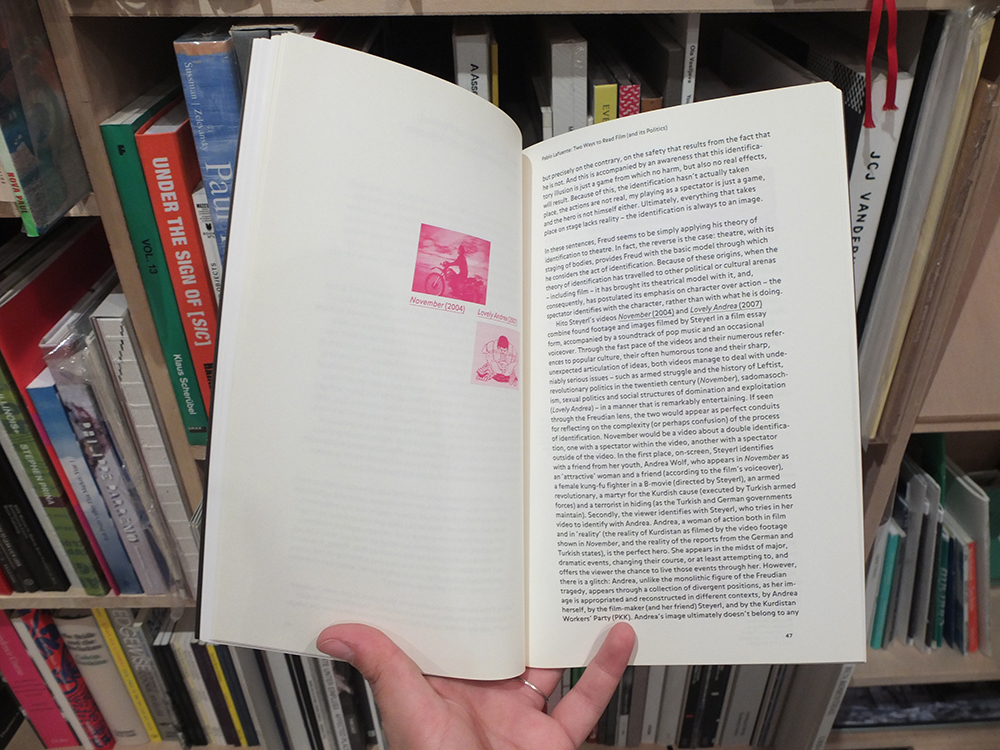 NOVA PAUL
VOL. 13
UNDER THE SIGN OF [SIC]
Klaus Scherübel
Sussman | Zelevansky
STEPHEN PRINA
JCJ VANDER
November (2004)
Lovely Andrea (2007)
Pablo Lafuente: Two Ways to Read Film (and its Politics)
but precisely on the contrary, on the safety that results from the fact that
he is not. And this is accompanied by an awareness that this identifica-
tory illusion is just a game from which no harm, but also no real effects,
will result. Because of this, the identification hasn't actually taken
place, the actions are not real, my playing as a spectator is just a game,
and the hero is not himself either. Ultimately, everything that takes
place on stage lacks reality – the identification is always to an image.
In these sentences, Freud seems to be simply applying his theory of
identification to theatre. In fact, the reverse is the case: theatre, with its
staging of bodies, provides Freud with the basic model through which
he considers the act of identification. Because of these origins, when the
theory of identification has travelled to other political or cultural arenas
– including film – it has brought its theatrical model with it, and,
consequently, has postulated its emphasis on character over action – the
spectator identifies with the character, rather than with what he is doing.
Hito Steyerl's videos November (2004) and Lovely Andrea (2007)
combine found footage and images filmed by Steyerl in a film essay
form, accompanied by a soundtrack of pop music and an occasional
voiceover. Through the fast pace of the videos and their numerous refer-
ences to popular culture, their often humorous tone and their sharp,
unexpected articulation of ideas, both videos manage to deal with unde-
niably serious issues – such as armed struggle and the history of Leftist,
revolutionary politics in the twentieth century (November), sadomasoch-
ism, sexual politics and social structures of domination and exploitation
(Lovely Andrea) – in a manner that is remarkably entertaining. If seen
through the Freudian lens, the two would appear as perfect conduits
for reflecting on the complexity (or perhaps confusion) of the process
of identification. November would be a video about a double identifica-
tion, one with a spectator within the video, another with a spectator
outside of the video. In the first place, on-screen, Steyerl identifies
with a friend from her youth, Andrea Wolf, who appears in November as
an 'attractive' woman and a friend (according to the film's voiceover),
a female kung-fu fighter in a B-movie (directed by Steyerl), an armed
revolutionary, a martyr for the Kurdish cause (executed by Turkish armed
forces) and a terrorist in hiding (as the Turkish and German governments
maintain). Secondly, the viewer identifies with Steyerl, who tries in her
video to identify with Andrea. Andrea, a woman of action both in film
and in 'reality' (the reality of Kurdistan as filmed by the video footage
shown in November, and the reality of the reports from the German and
Turkish states), is the perfect hero. She appears in the midst of major,
dramatic events, changing their course, or at least attempting to, and
offers the viewer the chance to live those events through her. However,
there is a glitch: Andrea, unlike the monolithic figure of the Freudian
tragedy, appears through a collection of divergent positions, as her im-
age is appropriated and reconstructed in different contexts, by Andrea
herself, by the film-maker (and her friend) Steyerl, and by the Kurdistan
Workers' Party (PKK). Andrea's image ultimately doesn't belong to any
47